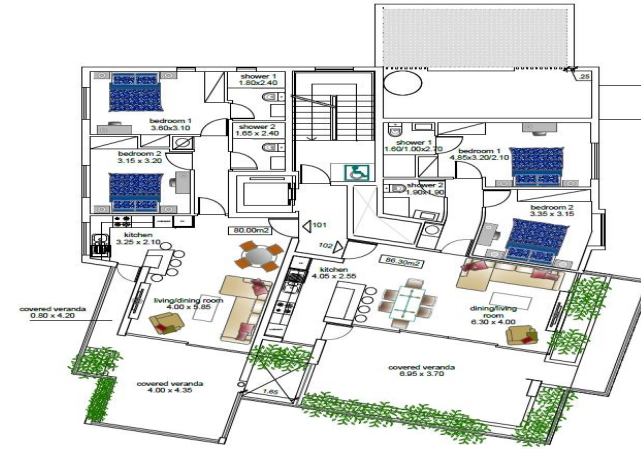 shower 1
1.80x2.40
bedroom 1
3.60x3.10
shower 2
1.65 x 2.40
bedroom 2
3.15 x 3.20
kitchen
3.25 x 2.10
80.00m2
101
102
living/dining room
4.00 x 5.85
covered veranda
0.80 x 4.20
covered veranda
4.00 x 4.35
1.65
.25
shower 1
1.60/1.00x2.70
bedroom 1
4.85x3.20/2.10
shower 2
1.90x1.90
bedroom 2
3.35 x 3.15
kitchen
4.05 x 2.55
86.30m2
dining/living
room
6.30 x 4.00
covered veranda
6.95 x 3.70